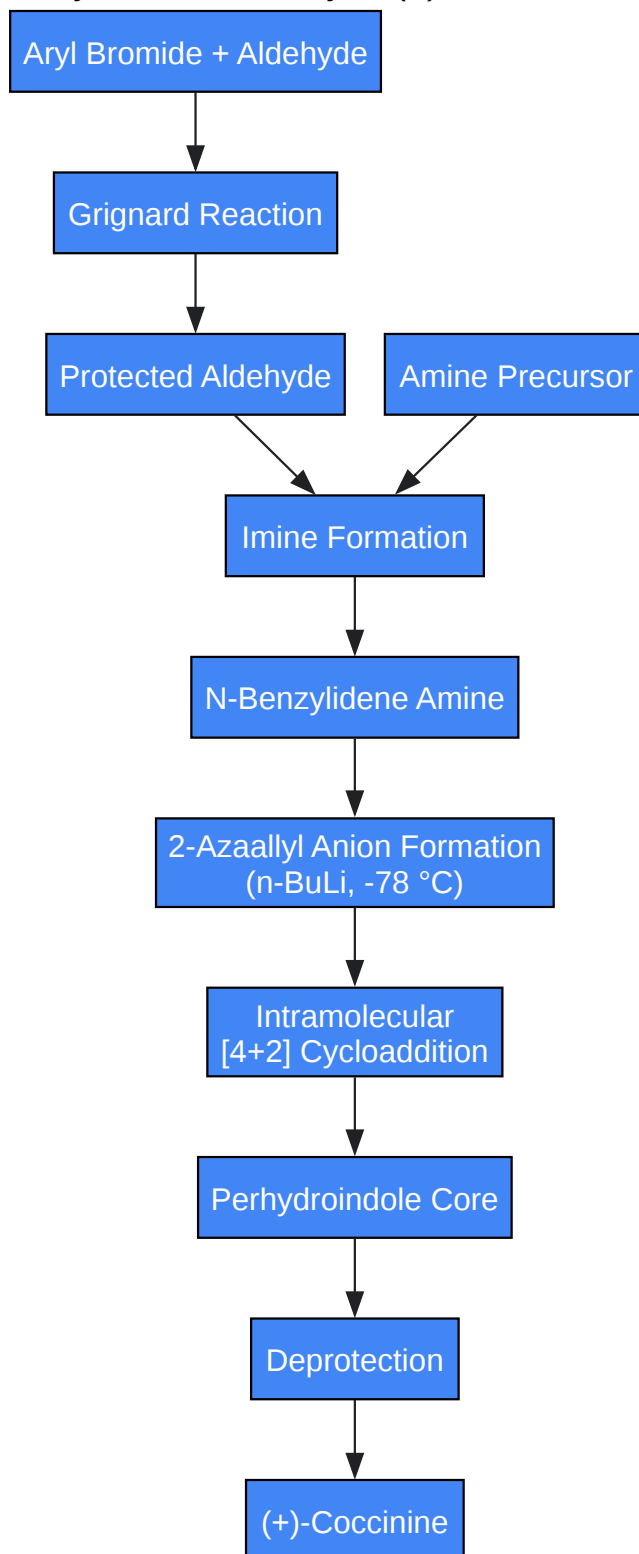 Aryl Bromide + Aldehyde
Grignard Reaction
Protected Aldehyde
Amine Precursor
Imine Formation
N-Benzylidene Amine
2-Azaallyl Anion Formation
(n-BuLi, -78 °C)
Intramolecular
[4+2] Cycloaddition
Perhydroindole Core
Deprotection
(+)-Coccinine